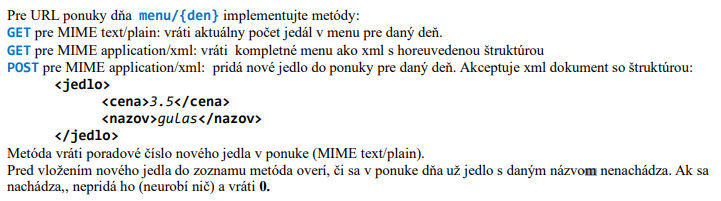 Pre URL ponuky dňa menu/{den} implementujte metódy:
GET pre MIME text/plain: vráti aktuálny počet jedál v menu pre daný deň.
GET pre MIME application/xml: vráti kompletné menu ako xml s horeuvedenou štruktúrou
POST pre MIME application/xml: pridá nové jedlo do ponuky pre daný deň. Akceptuje xml dokument so štruktúrou:
<jedlo>
<cena>3.5</cena>
<nazov>gulas</nazov>
</jedlo>
Metóda vráti poradové číslo nového jedla v ponuke (MIME text/plain).
Pred vložením nového jedla do zoznamu metóda overí, či sa v ponuke dňa už jedlo s daným názvom nenachádza. Ak sa
nachádza,, nepridá ho (neurobí nič) a vráti 0.